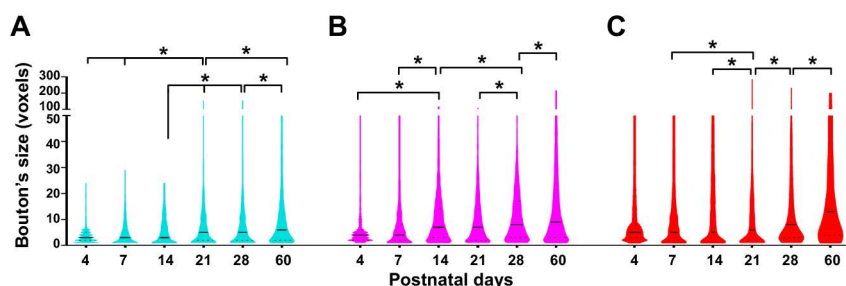 A B C
Bouton's size (voxels)
300
200
100
50
40
30
20
10
0
* * * *
* * * * *
* * * *
4 7 14 21 28 60 4 7 14 21 28 60 4 7 14 21 28 60
Postnatal days